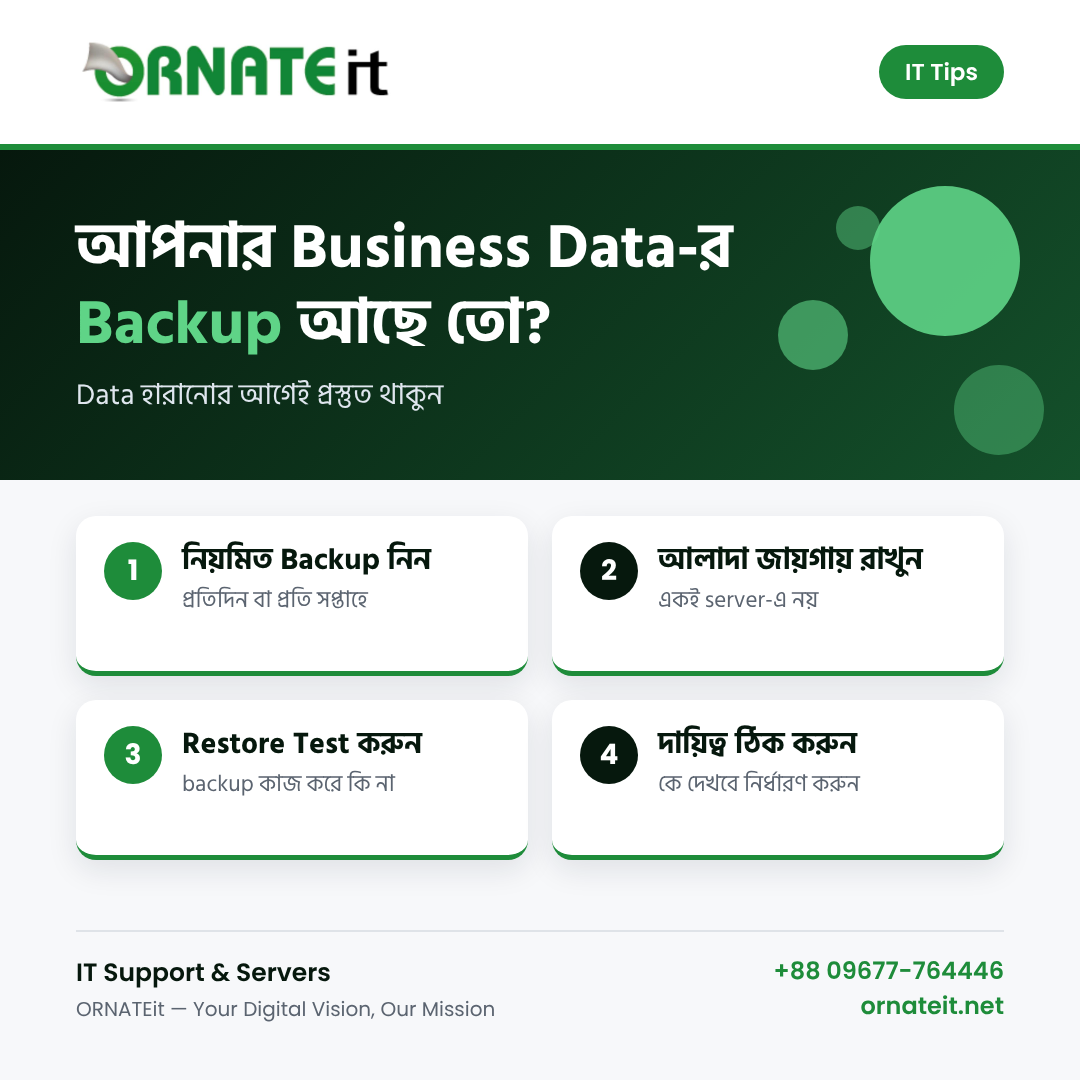 ORNATEit
IT Tips
আপনার Business Data-র
Backup আছে তো?
Data হারানোর আগেই প্রস্তুত থাকুন
1
নিয়মিত Backup নিন
প্রতিদিন বা প্রতি সপ্তাহে
2
আলাদা জায়গায় রাখুন
একই server-এ নয়
3
Restore Test করুন
backup কাজ করে কি না
4
দায়িত্ব ঠিক করুন
কে দেখবে নির্ধারণ করুন
IT Support & Servers
ORNATEit — Your Digital Vision, Our Mission
+88 09677-764446
ornateit.net